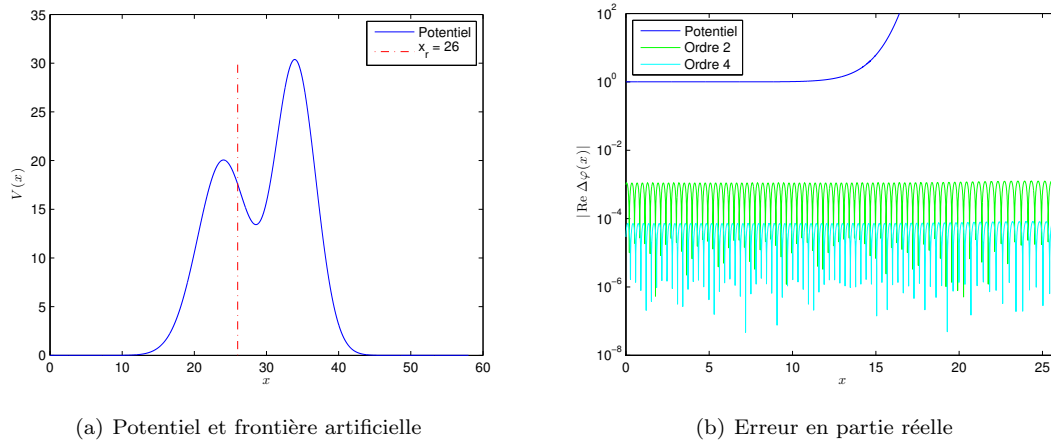 35
30
25
20
15
10
5
0
0 10 20 30 40 50 60
V(x)
x
Potentiel
x_r = 26
(a) Potentiel et frontière artificielle
10^2
10^0
10^-2
10^-4
10^-6
10^-8
0 5 10 15 20 25
|Re Δφ(x)|
x
Potentiel
Ordre 2
Ordre 4
(b) Erreur en partie réelle